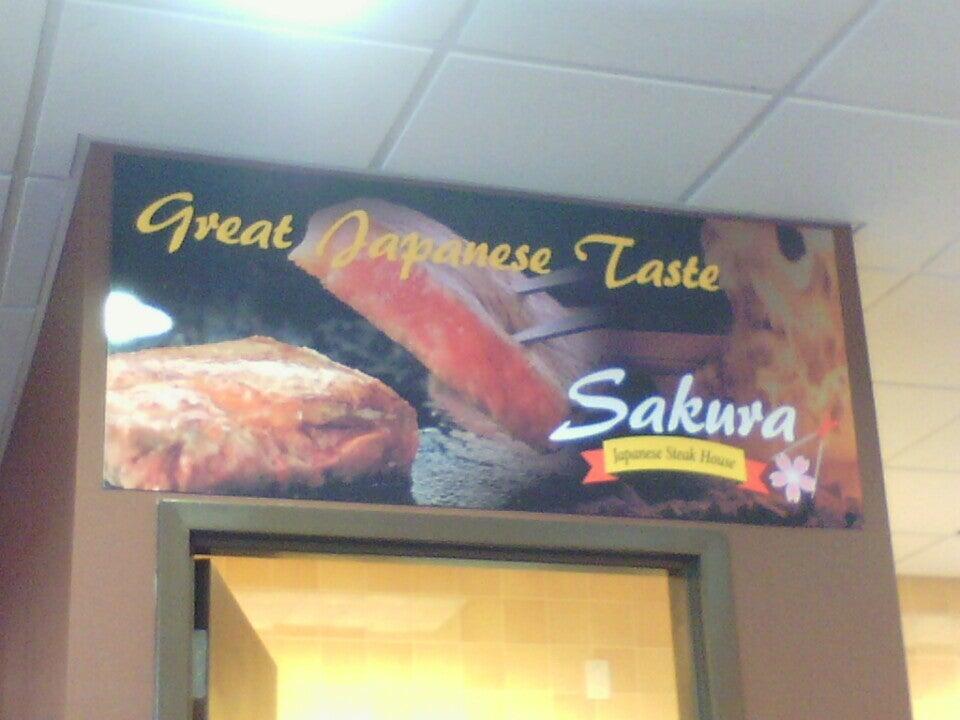 Great Japanese Taste
Sakura
Japanese Steak House